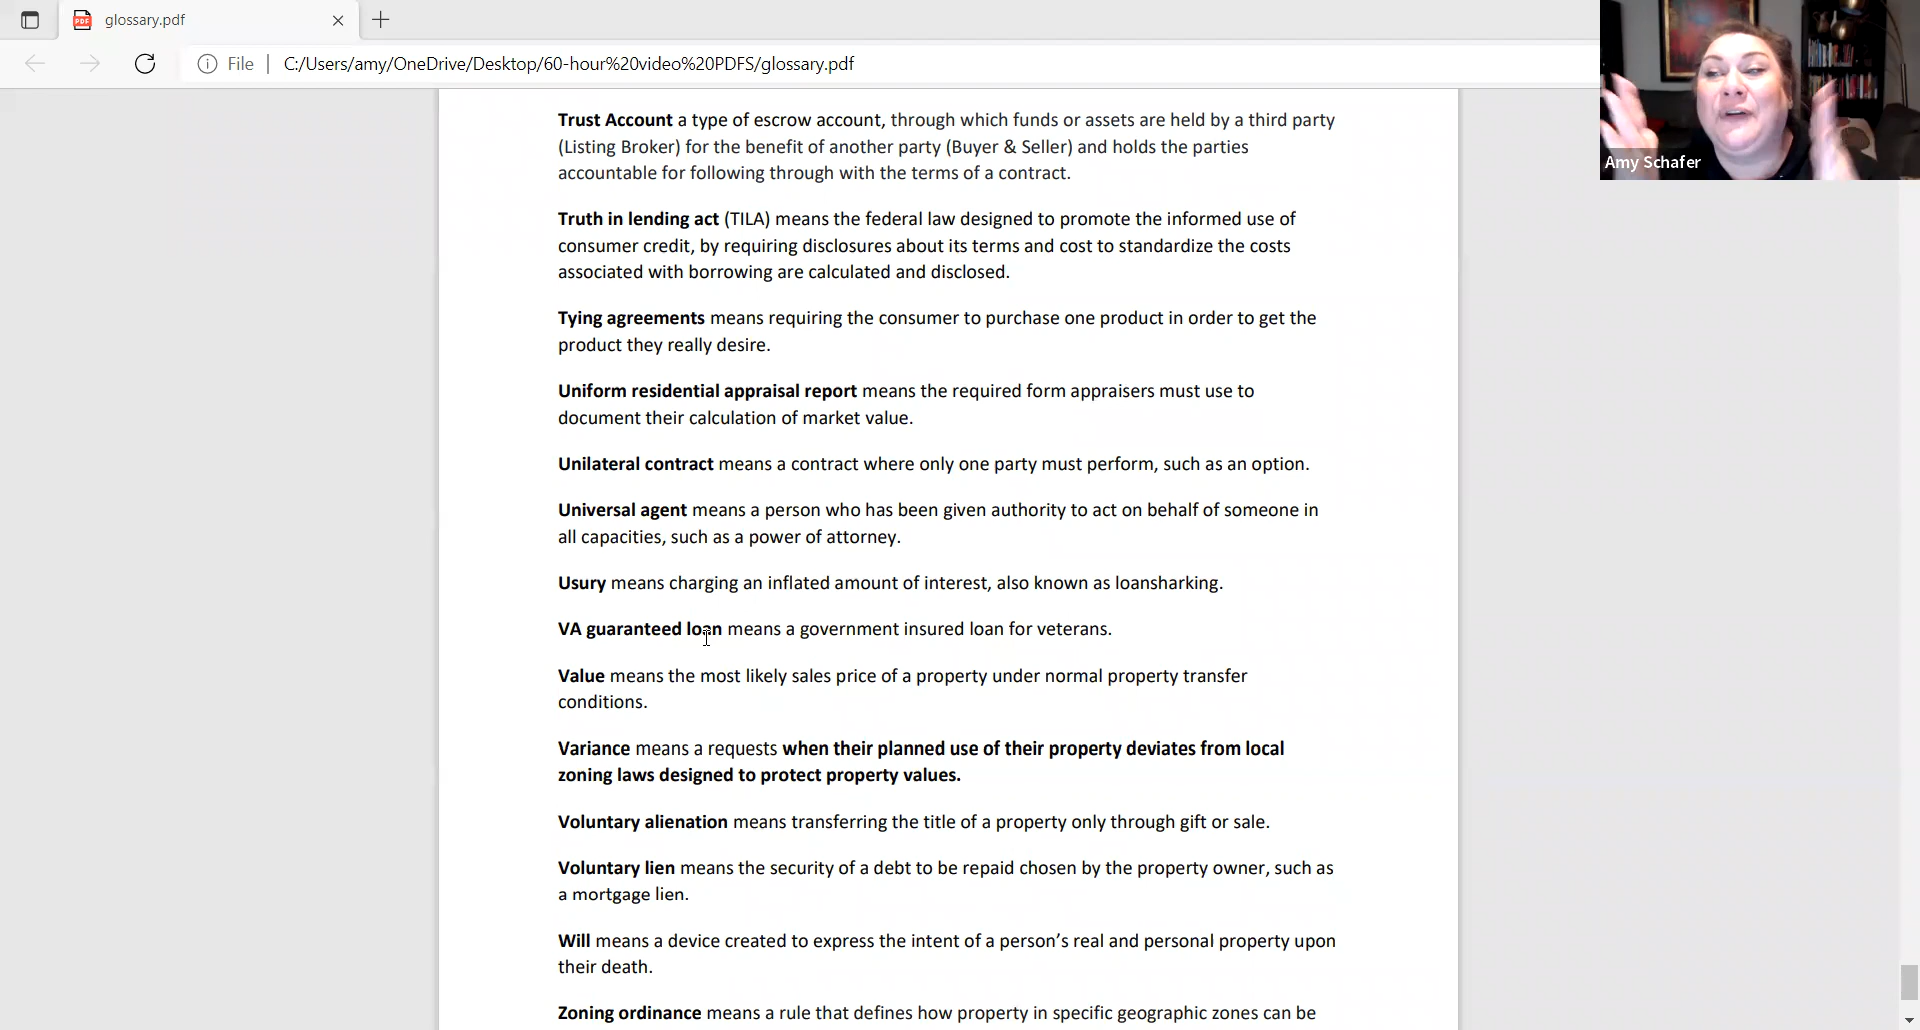 glossary.pdf
File
C:/Users/amy/OneDrive/Desktop/60-hour%20video%20PDFS/glossary.pdf
Amy Schafer
Trust Account a type of escrow account, through which funds or assets are held by a third party
(Listing Broker) for the benefit of another party (Buyer & Seller) and holds the parties
accountable for following through with the terms of a contract.
Truth in lending act (TILA) means the federal law designed to promote the informed use of
consumer credit, by requiring disclosures about its terms and cost to standardize the costs
associated with borrowing are calculated and disclosed.
Tying agreements means requiring the consumer to purchase one product in order to get the
product they really desire.
Uniform residential appraisal report means the required form appraisers must use to
document their calculation of market value.
Unilateral contract means a contract where only one party must perform, such as an option.
Universal agent means a person who has been given authority to act on behalf of someone in
all capacities, such as a power of attorney.
Usury means charging an inflated amount of interest, also known as loansharking.
VA guaranteed loan means a government insured loan for veterans.
Value means the most likely sales price of a property under normal property transfer
conditions.
Variance means a requests when their planned use of their property deviates from local
zoning laws designed to protect property values.
Voluntary alienation means transferring the title of a property only through gift or sale.
Voluntary lien means the security of a debt to be repaid chosen by the property owner, such as
a mortgage lien.
Will means a device created to express the intent of a person’s real and personal property upon
their death.
Zoning ordinance means a rule that defines how property in specific geographic zones can be